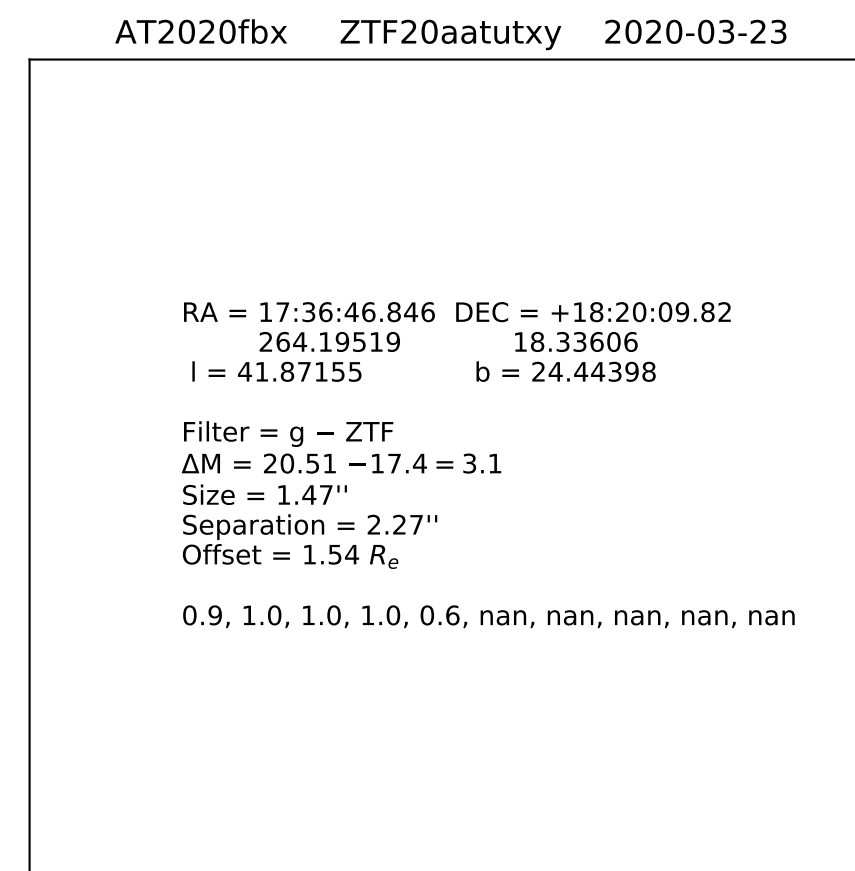 AT2020fbx ZTF20aatutxy 2020-03-23
RA = 17:36:46.846 DEC = +18:20:09.82
264.19519 18.33606
l = 41.87155 b = 24.44398
Filter = g − ZTF
ΔM = 20.51 −17.4 = 3.1
Size = 1.47''
Separation = 2.27''
Offset = 1.54 Rₑ
0.9, 1.0, 1.0, 1.0, 0.6, nan, nan, nan, nan, nan